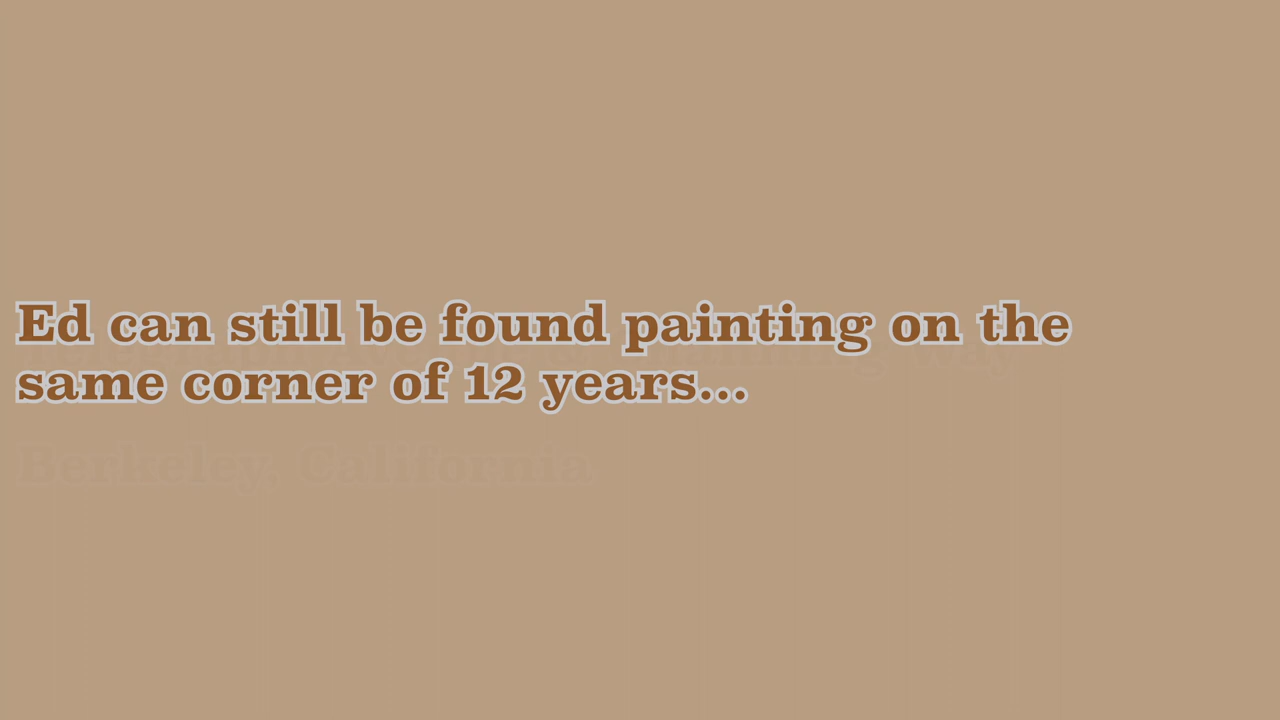 Ed can still be found painting on the
same corner of 12 years...
Berkeley, California